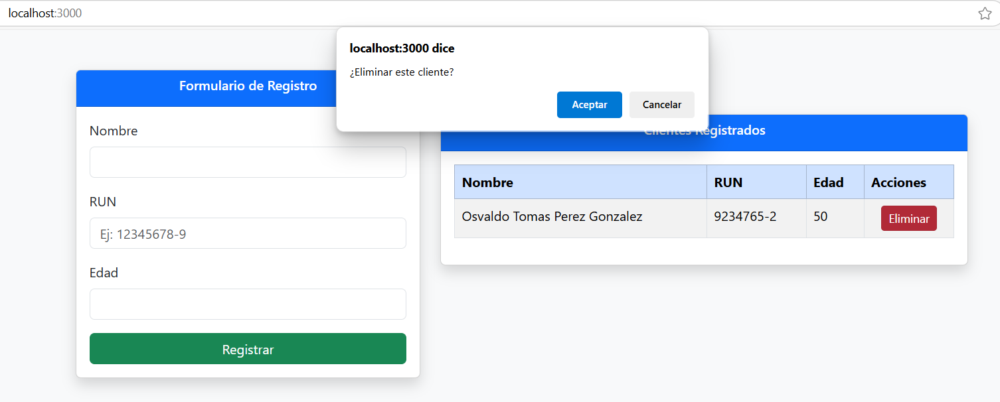 localhost:3000
localhost:3000 dice
¿Eliminar este cliente?
Aceptar Cancelar
Formulario de Registro
Nombre
RUN
Ej: 12345678-9
Edad
Registrar
Clientes Registrados
Nombre RUN Edad Acciones
Osvaldo Tomas Perez Gonzalez 9234765-2 50 Eliminar